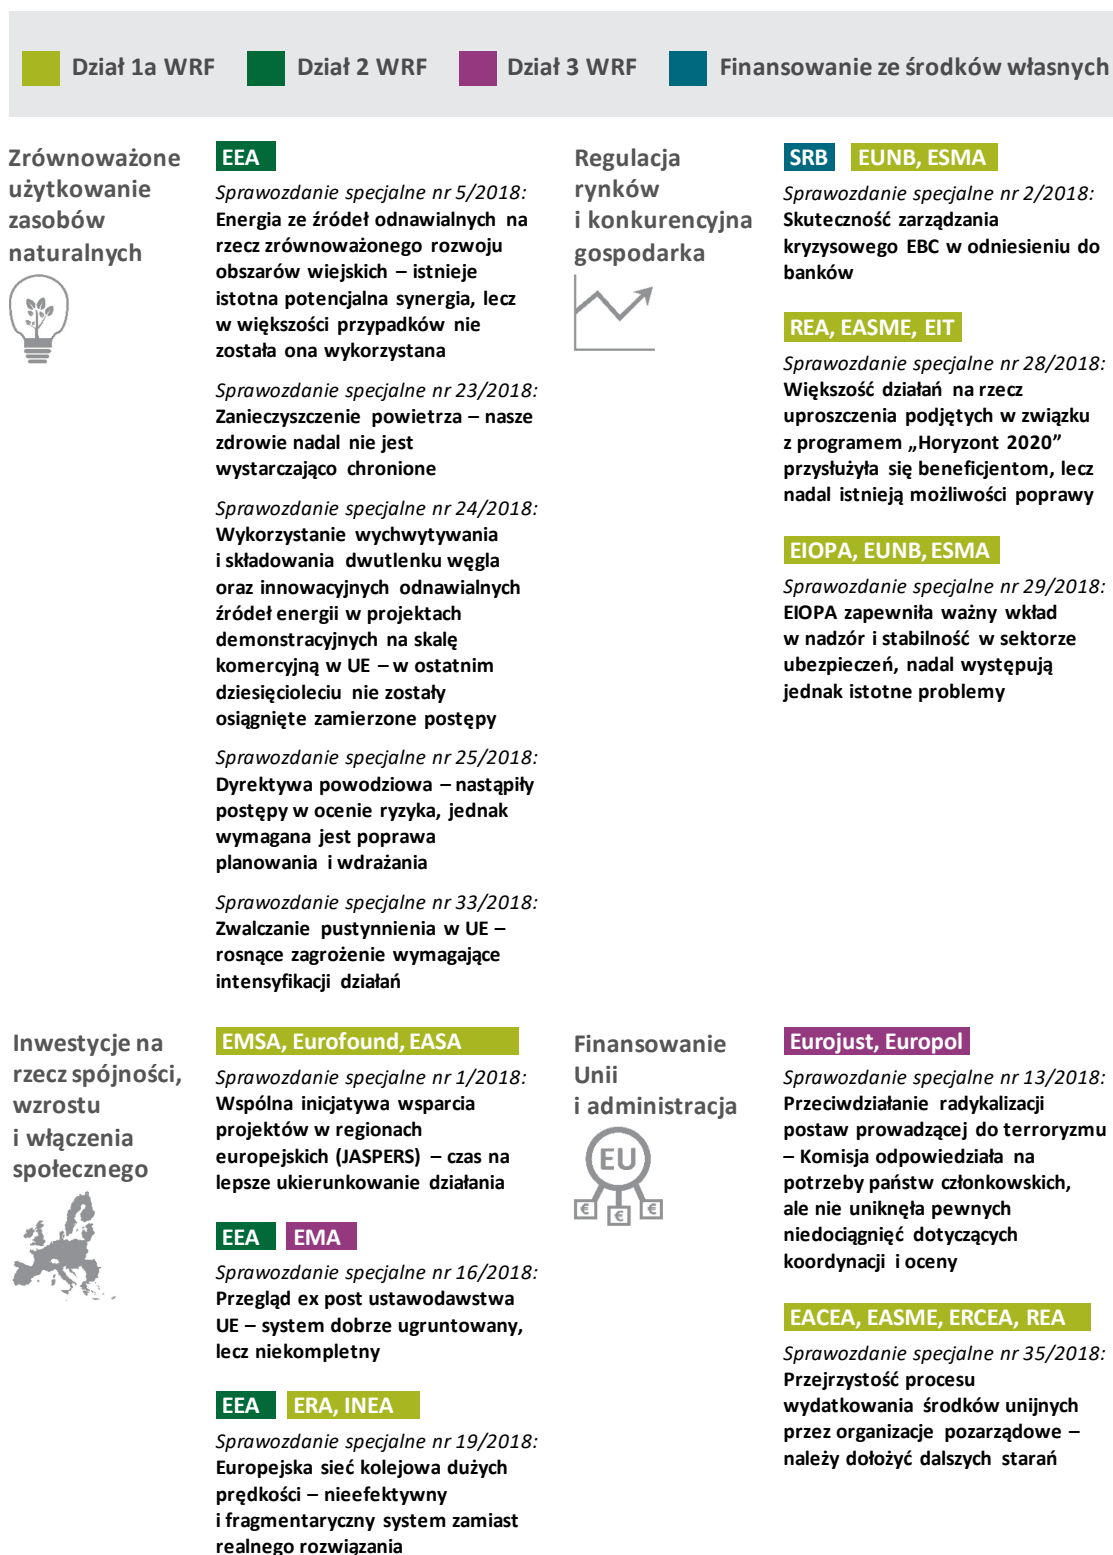 Dział 1a WRF
Dział 2 WRF
Dział 3 WRF
Finansowanie ze środków własnych
Zrównoważone
użytkowanie
zasobów
naturalnych
EEA
Sprawozdanie specjalne nr 5/2018:
Energia ze źródeł odnawialnych na
rzecz zrównoważonego rozwoju
obszarów wiejskich – istnieje
istotna potencjalna synergia, lecz
w większości przypadków nie
została ona wykorzystana
Sprawozdanie specjalne nr 23/2018:
Zanieczyszczenie powietrza – nasze
zdrowie nadal nie jest
wystarczająco chronione
Sprawozdanie specjalne nr 24/2018:
Wykorzystanie wychwytywania
i składowania dwutlenku węgla
oraz innowacyjnych odnawialnych
źródeł energii w projektach
demonstracyjnych na skalę
komercyjną w UE – w ostatnim
dziesięcioleciu nie zostały
osiągnięte zamierzone postępy
Sprawozdanie specjalne nr 25/2018:
Dyrektywa powodziowa – nastąpiły
postępy w ocenie ryzyka, jednak
wymagana jest poprawa
planowania i wdrażania
Sprawozdanie specjalne nr 33/2018:
Zwalczanie pustynnienia w UE –
rosnące zagrożenie wymagające
intensyfikacji działań
Regulacja
rynków
i konkurencyjna
gospodarka
SRB EUNB, ESMA
Sprawozdanie specjalne nr 2/2018:
Skuteczność zarządzania
kryzysowego EBC w odniesieniu do
banków
REA, EASME, EIT
Sprawozdanie specjalne nr 28/2018:
Większość działań na rzecz
uproszczenia podjętych w związku
z programem „Horyzont 2020”
przysłużyła się beneficjentom, lecz
nadal istnieją możliwości poprawy
EIOPA, EUNB, ESMA
Sprawozdanie specjalne nr 29/2018:
EIOPA zapewniła ważny wkład
w nadzór i stabilność w sektorze
ubezpieczeń, nadal występują
jednak istotne problemy
Inwestycje na
rzecz spójności,
wzrostu
i włączenia
społecznego
EMSA, Eurofound, EASA
Sprawozdanie specjalne nr 1/2018:
Wspólna inicjatywa wsparcia
projektów w regionach
europejskich (JASPERS) – czas na
lepsze ukierunkowanie działania
EEA EMA
Sprawozdanie specjalne nr 16/2018:
Przegląd ex post ustawodawstwa
UE – system dobrze ugruntowany,
lecz niekompletny
EEA ERA, INEA
Sprawozdanie specjalne nr 19/2018:
Europejska sieć kolejowa dużych
prędkości – nieefektywny
i fragmentaryczny system zamiast
realnego rozwiązania
Finansowanie
Unii
i administracja
EU
€ € €
Eurojust, Europol
Sprawozdanie specjalne nr 13/2018:
Przeciwdziałanie radykalizacji
postaw prowadzącej do terroryzmu
– Komisja odpowiedziała na
potrzeby państw członkowskich,
ale nie uniknęła pewnych
niedociągnięć dotyczących
koordynacji i oceny
EACEA, EASME, ERCEA, REA
Sprawozdanie specjalne nr 35/2018:
Przejrzystość procesu
wydatkowania środków unijnych
przez organizacje pozarządowe –
należy dołożyć dalszych starań